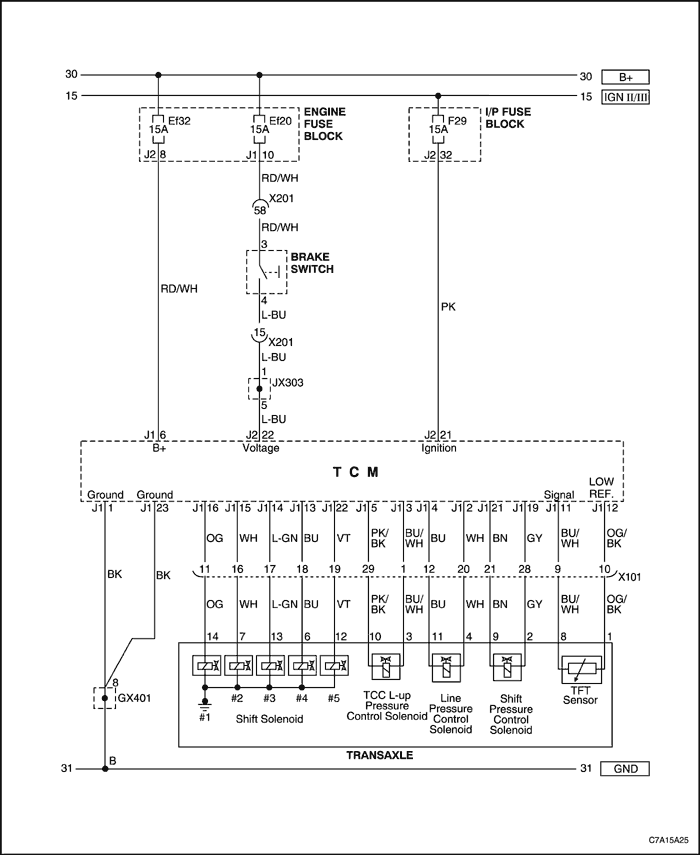 30 30 B+
15 15 IGN II/III
Ef32 15A Ef20 15A ENGINE FUSE BLOCK F29 15A I/P FUSE BLOCK
J2 8 J1 10 J2 32
RD/WH
X201
58
RD/WH
3
BRAKE
SWITCH
RD/WH
4
PK
L-BU
15
X201
L-BU
1
JX303
5
L-BU
J1 6 J2 22 J2 21
B+ Voltage Ignition
T C M
LOW
REF.
Ground Ground Signal
J1 1 J1 23 J1 16 J1 15 J1 14 J1 13 J1 22 J1 5 J1 3 J1 4 J1 2 J1 21 J1 19 J1 11 J1 12
OG WH L-GN BU VT PK/BK BU/WH BU WH BN GY BU/WH OG/BK
BK BK
11 16 17 18 19 29 1 12 20 21 28 9 10 X101
OG WH L-GN BU VT PK/BK BU/WH BU WH BN GY BU/WH OG/BK
14 7 13 6 12 10 3 11 4 9 2 8 1
8
GX401
#1 #2 #3 #4 #5
Shift Solenoid
TCC L-up
Pressure
Control Solenoid
Line
Pressure
Control
Solenoid
Shift
Pressure
Control
Solenoid
TFT
Sensor
TRANSAXLE
B
31 31 GND
C7A15A25